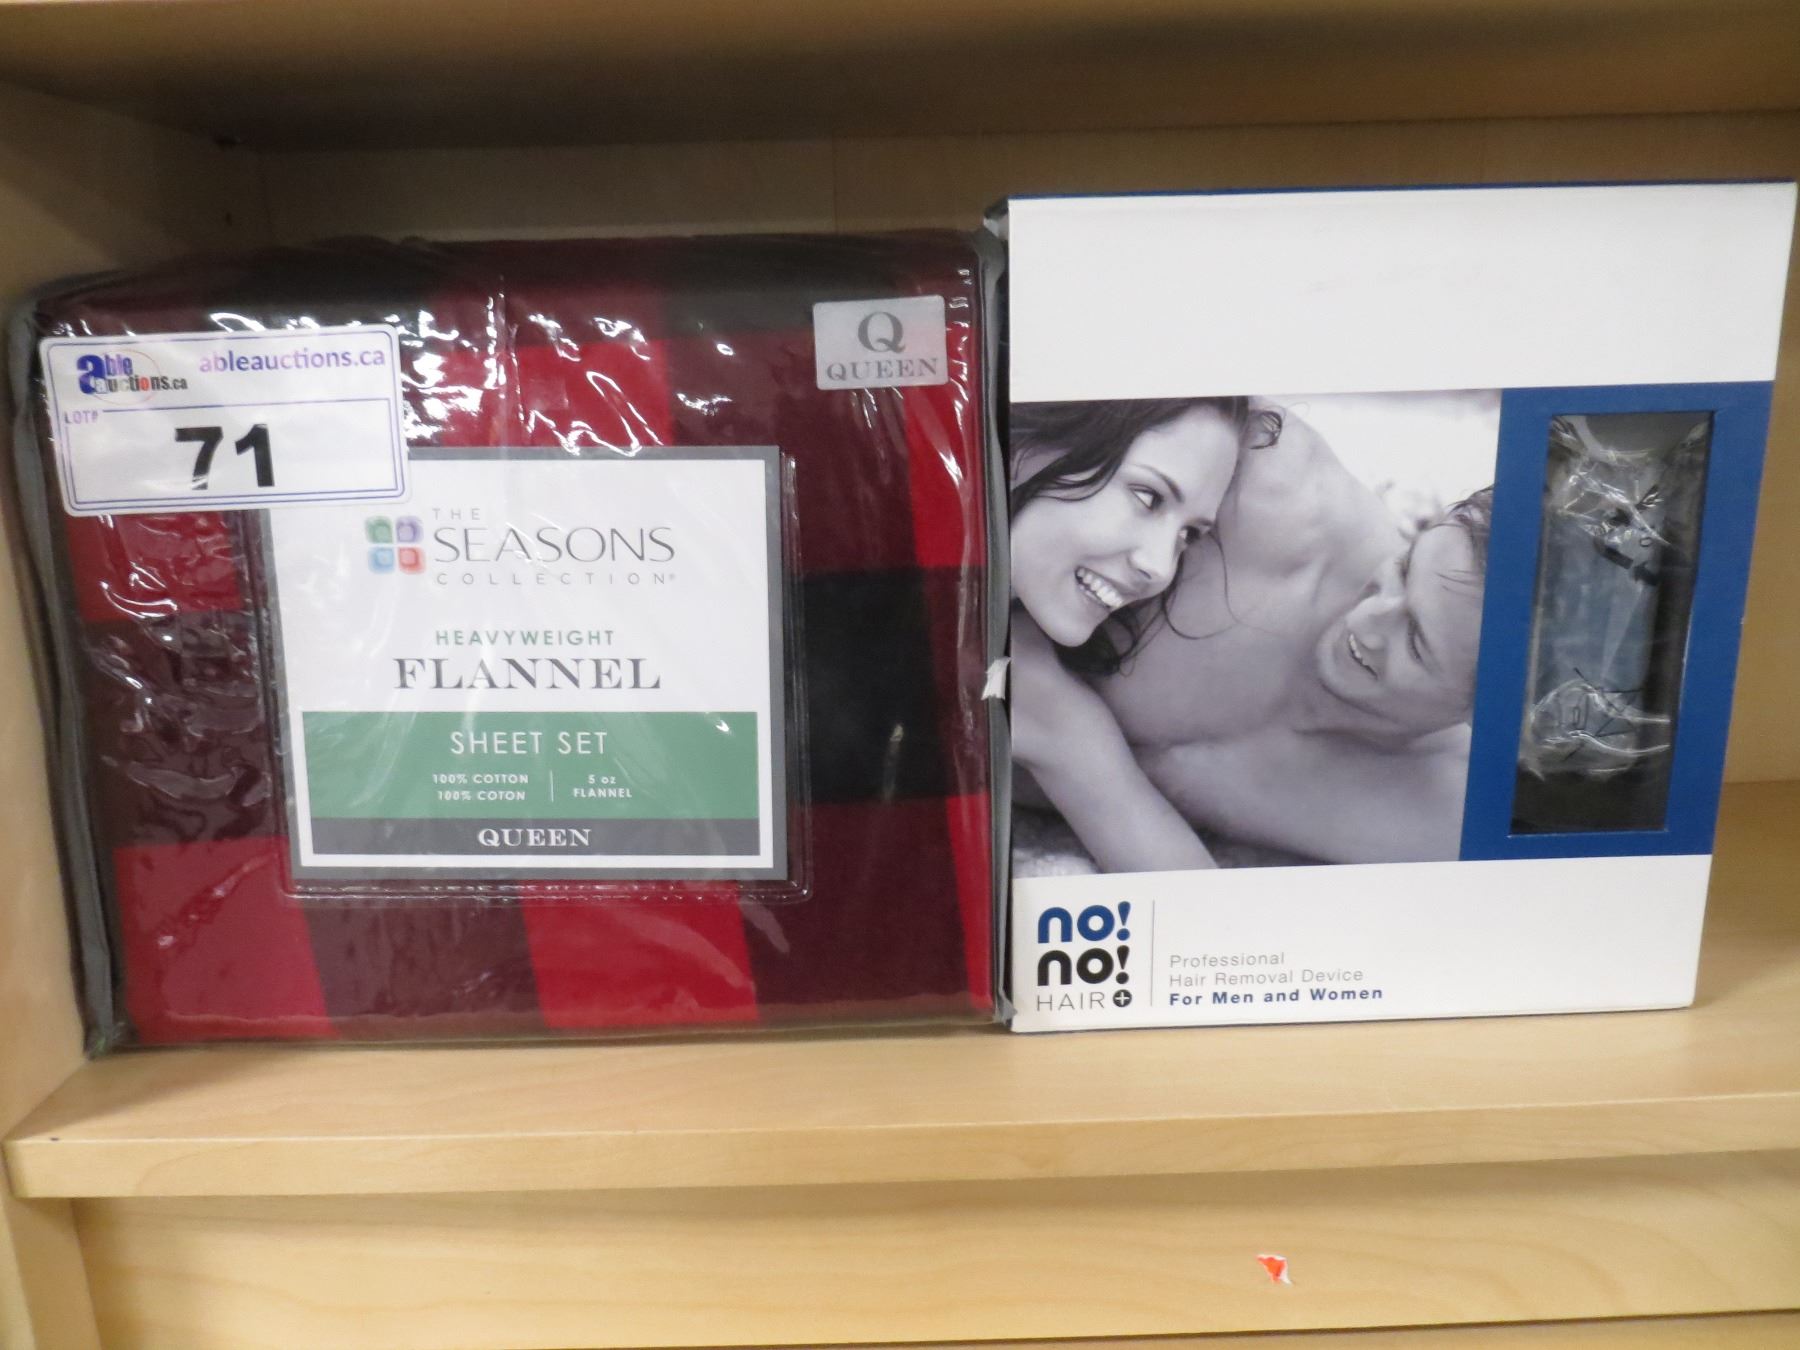 able
auctions.ca
ableauctions.ca
LOT#
71
Q
QUEEN
THE
SEASONS
COLLECTION®
HEAVYWEIGHT
FLANNEL
SHEET SET
100% COTTON
100% COTON
5 oz
FLANNEL
QUEEN
no!
no!
HAIR+
Professional
Hair Removal Device
For Men and Women